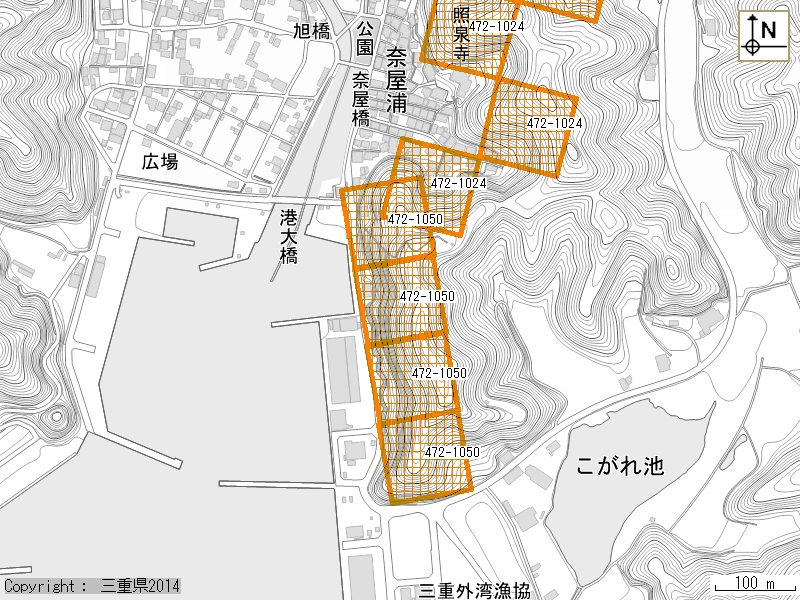 照泉寺
472-1024
旭橋
公園
奈屋橋
奈屋浦
N
472-1024
広場
472-1024
472-1050
港大橋
472-1050
472-1050
472-1050
こがれ池
三重外湾漁協
Copyright : 三重県2014
100 m